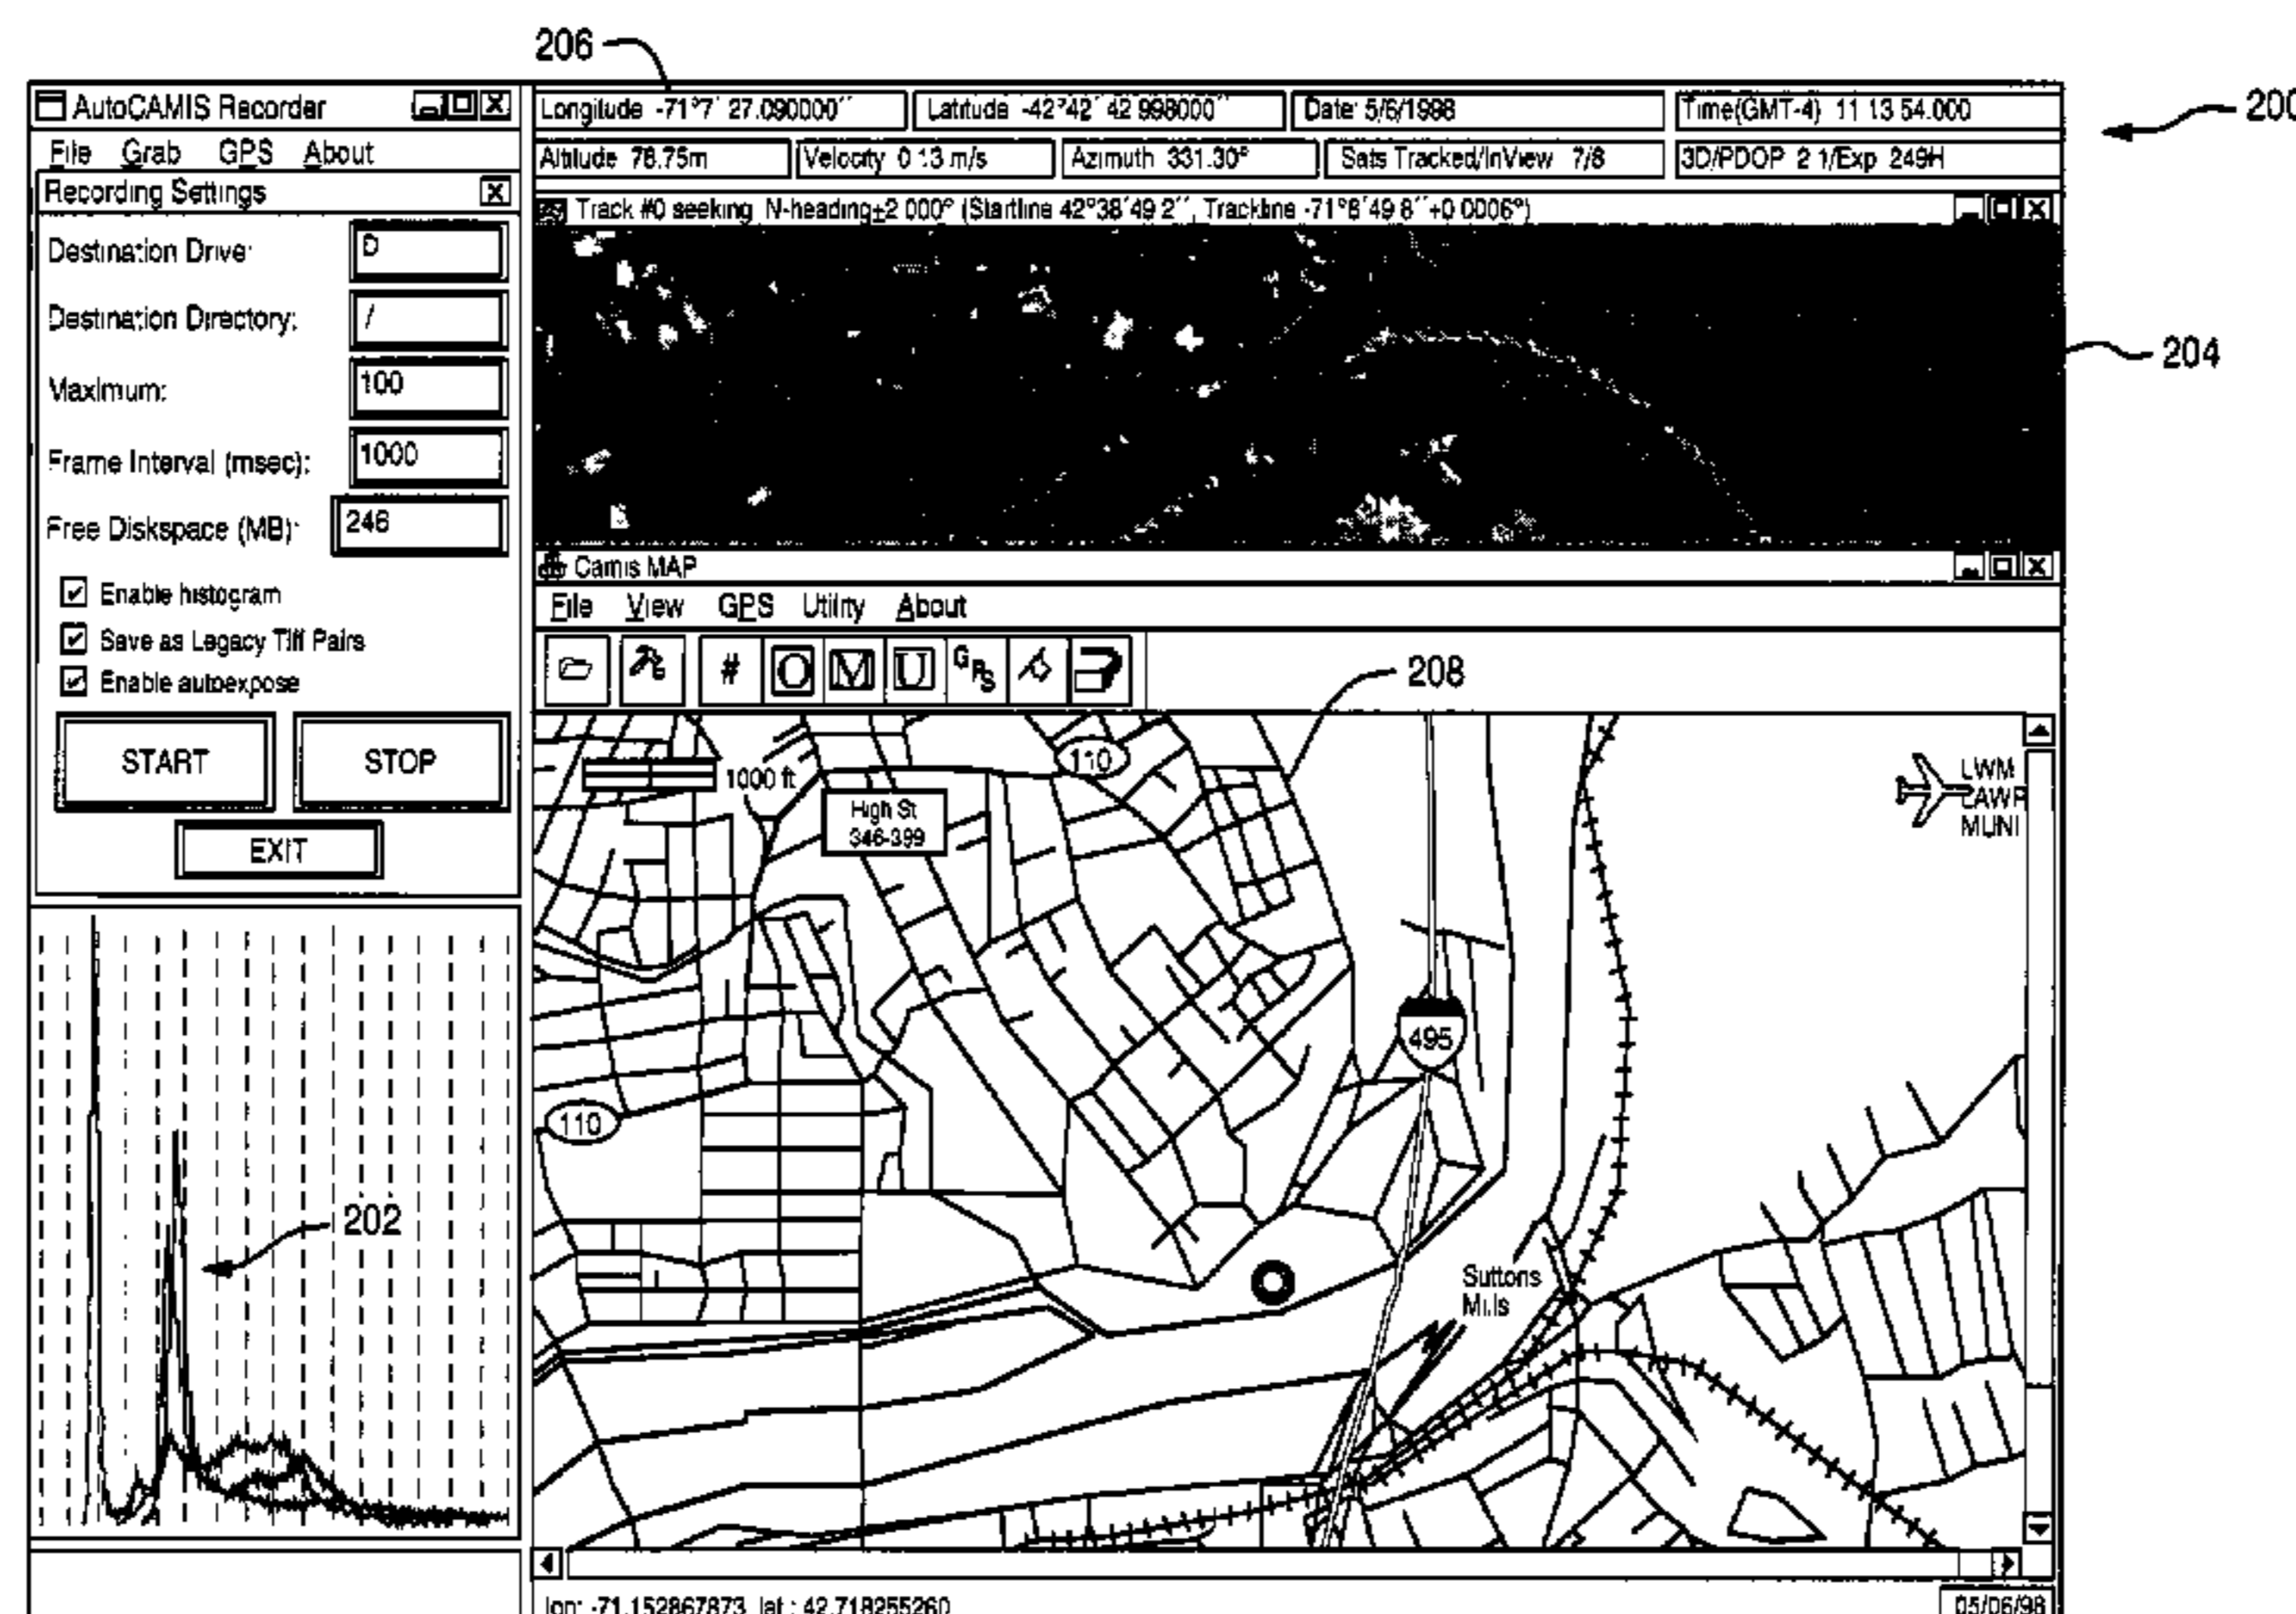 206
200
AutoCAMIS Recorder
File Grab GPS About
Longitude -71°7' 27.090000''
Latitude -42°42' 42 998000''
Date: 5/6/1998
Time(GMT-4) 11 13 54.000
Altitude 78.75m
Velocity 0 13 m/s
Azimuth 331.30°
Sats Tracked/InView 7/8
3D/PDOP 2 1/Exp 249H
Recording Settings
Destination Drive: D
Destination Directory: /
Maximum: 100
Frame Interval (msec): 1000
Free Diskspace (MB): 246
Enable histogram
Save as Legacy Tiff Pairs
Enable autoexpose
START STOP
EXIT
202
Track #0 seeking N-heading±2 000° (Startline 42°38'49 2'', Trackline -71°8'49 8''+0 0006°)
204
Camis MAP
File View GPS Utility About
# O M U GPS
208
1000 ft
110
High St
346-399
LWM
LAWR
MUNI
495
110
Suttons
Mills
lon: -71.152867873 lat : 42.718255260
05/06/98